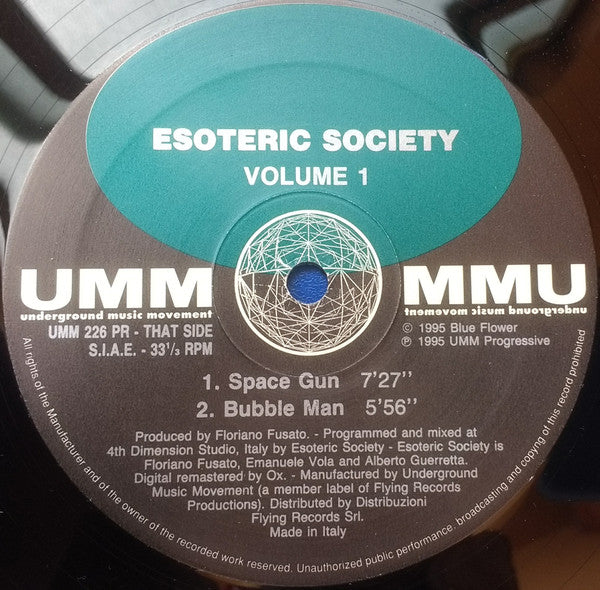 ESOTERIC SOCIETY
VOLUME 1
UMM
underground music movement
MMU
underground music movement
UMM 226 PR - THAT SIDE
S.I.A.E. - 33 1/3 RPM
© 1995 Blue Flower
℗ 1995 UMM Progressive
1. Space Gun 7'27''
2. Bubble Man 5'56''
Produced by Floriano Fusato. - Programmed and mixed at
4th Dimension Studio, Italy by Esoteric Society - Esoteric Society is
Floriano Fusato, Emanuele Vola and Alberto Guerretta.
Digital remastered by Ox. - Manufactured by Underground
Music Movement (a member label of Flying Records
Productions). Distributed by Distribuzioni
Flying Records Srl.
Made in Italy
All rights of the Manufacturer and of the owner of the recorded work reserved. Unauthorized public performance, broadcasting and copying of this record prohibited